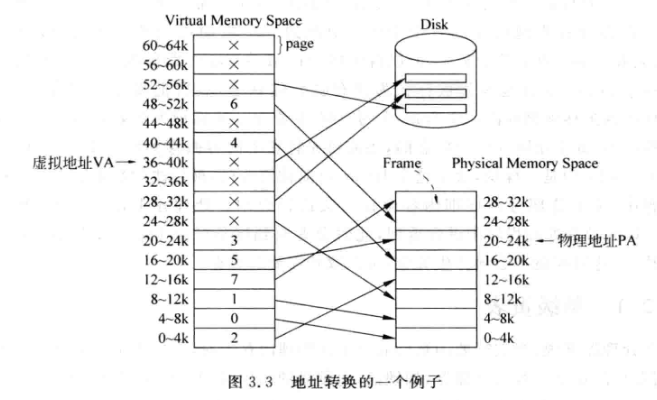 Virtual Memory Space
Disk
60~64k ×
page
56~60k ×
52~56k ×
48~52k 6
44~48k ×
40~44k 4
虚拟地址VA 36~40k ×
32~36k ×
28~32k ×
24~28k ×
20~24k 3
16~20k 5
12~16k 7
8~12k 1
4~8k 0
0~4k 2
Frame Physical Memory Space
28~32k
24~28k
20~24k 物理地址PA
16~20k
12~16k
8~12k
4~8k
0~4k
图 3.3 地址转换的一个例子